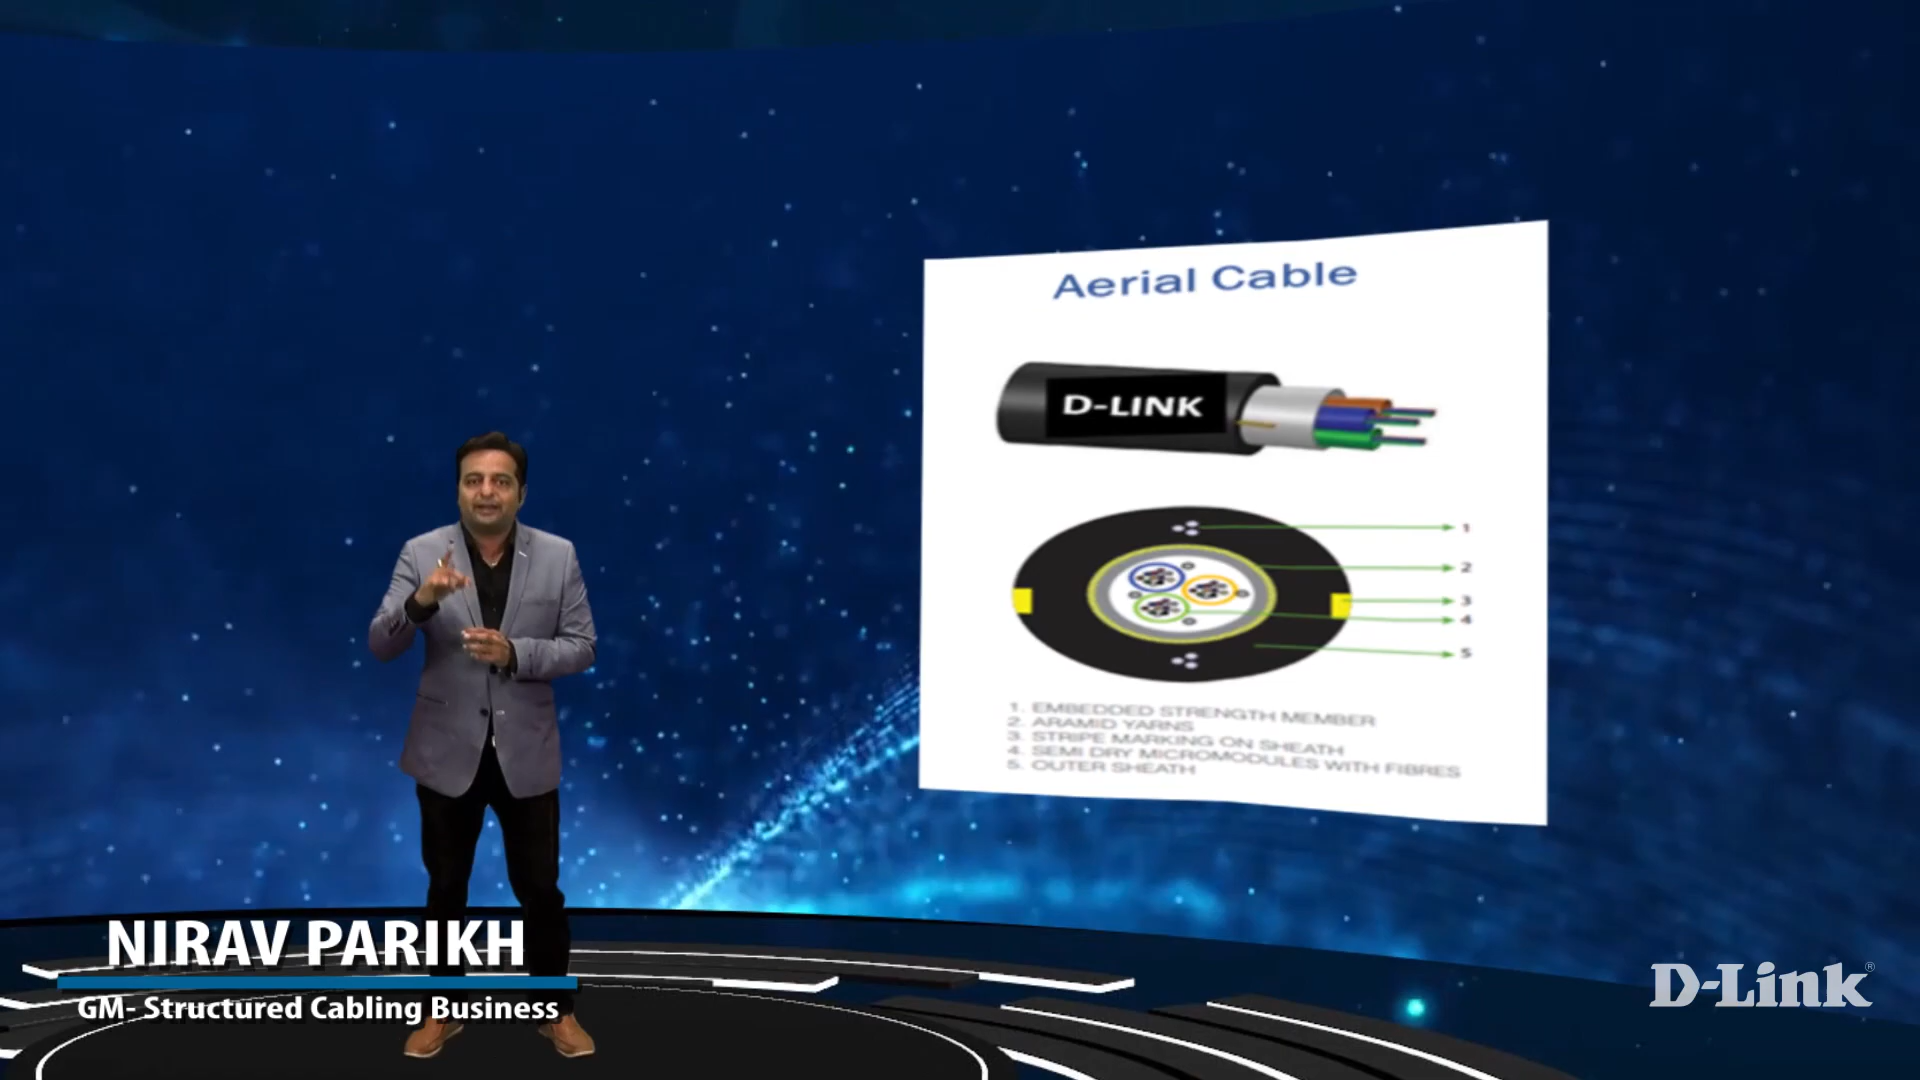 Aerial Cable
D-LINK
1
2
3
4
5
1. EMBEDDED STRENGTH MEMBER
2. ARAMID YARNS
3. STRIPE MARKING ON SHEATH
4. SEMI DRY MICROMODULES WITH FIBRES
5. OUTER SHEATH
NIRAV PARIKH
GM- Structured Cabling Business
D-Link®